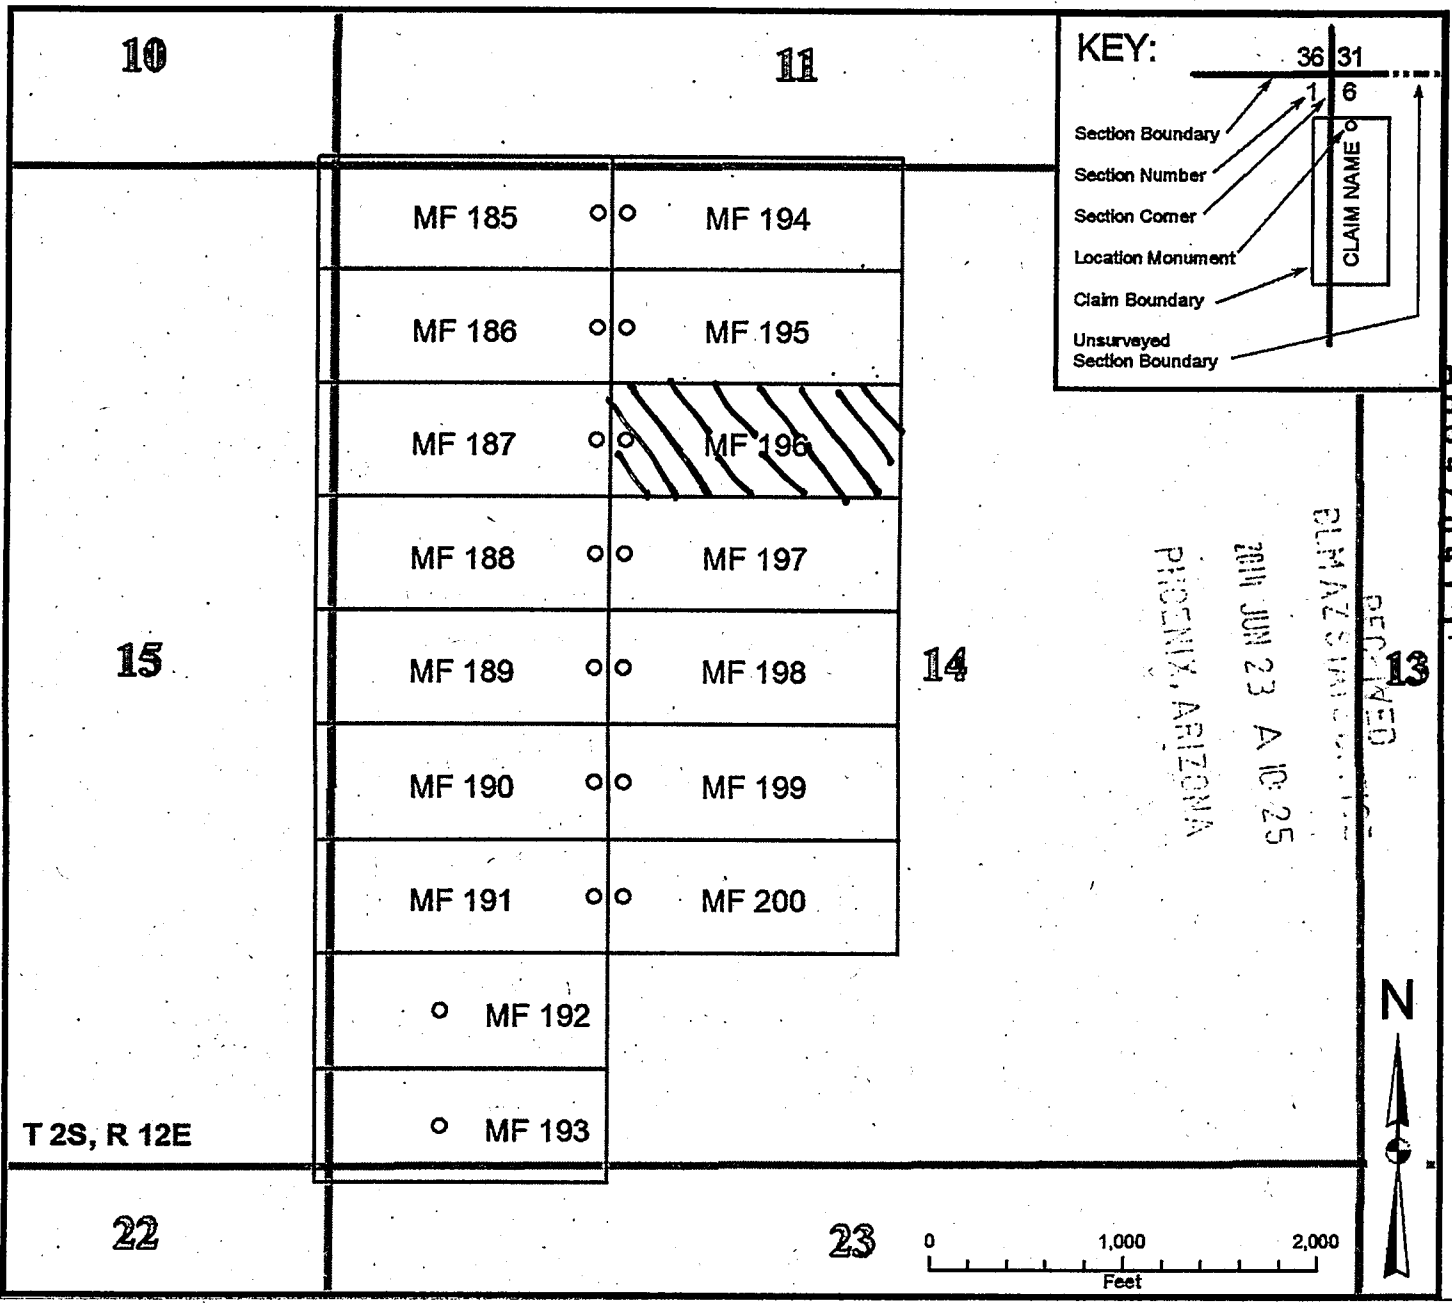 10
11
KEY:
36 31
1 6
Section Boundary
Section Number
Section Corner
Location Monument
Claim Boundary
Unsurveyed
Section Boundary
CLAIM NAME
MF 185
MF 194
MF 186
MF 195
MF 187
MF 196
MF 188
MF 197
MF 189
MF 198
MF 190
MF 199
MF 191
MF 200
MF 192
MF 193
15
14
13
RECEIVED
BLM AZ STATE
JUN 23 A 10:25
PHOENIX, ARIZONA
N
T 2S, R 12E
22
23
0 1,000 2,000
Feet